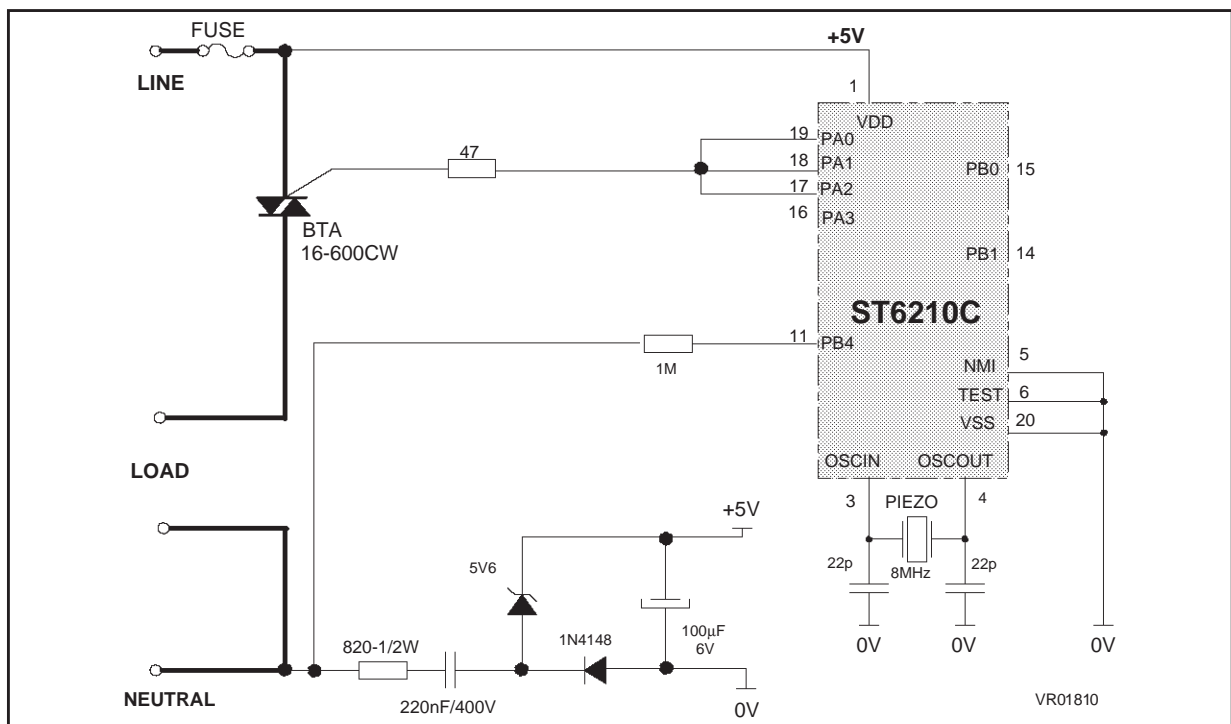 FUSE
+5V
LINE
1
VDD
19 PA0
47
18 PA1
PB0 15
17 PA2
16 PA3
BTA
16-600CW
PB1 14
ST6210C
11 PB4
1M
5
NMI
TEST 6
VSS 20
LOAD
OSCIN OSCOUT
3 PIEZO 4
+5V
22p 8MHz 22p
5V6
0V 0V 0V
820-1/2W
1N4148
100µF
6V
NEUTRAL
220nF/400V
0V
VR01810